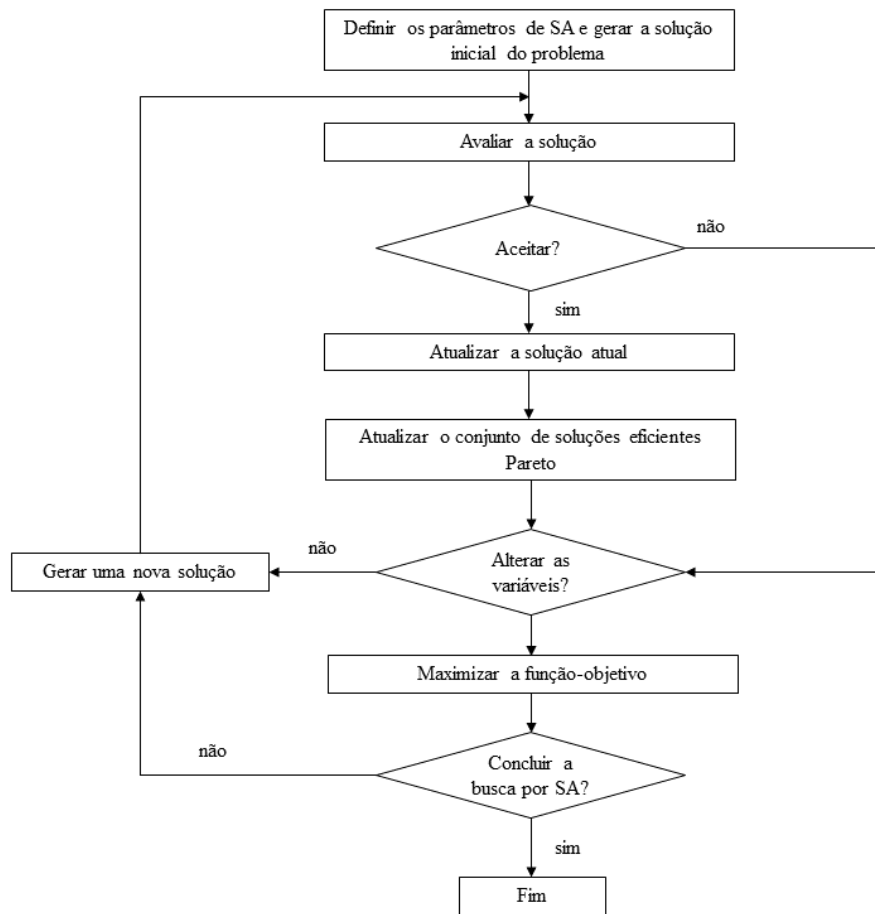 Definir os parâmetros de SA e gerar a solução
inicial do problema
Avaliar a solução
não
Aceitar?
sim
Atualizar a solução atual
Atualizar o conjunto de soluções eficientes
Pareto
não
Gerar uma nova solução
Alterar as
variáveis?
Maximizar a função-objetivo
não
Concluir a
busca por SA?
sim
Fim